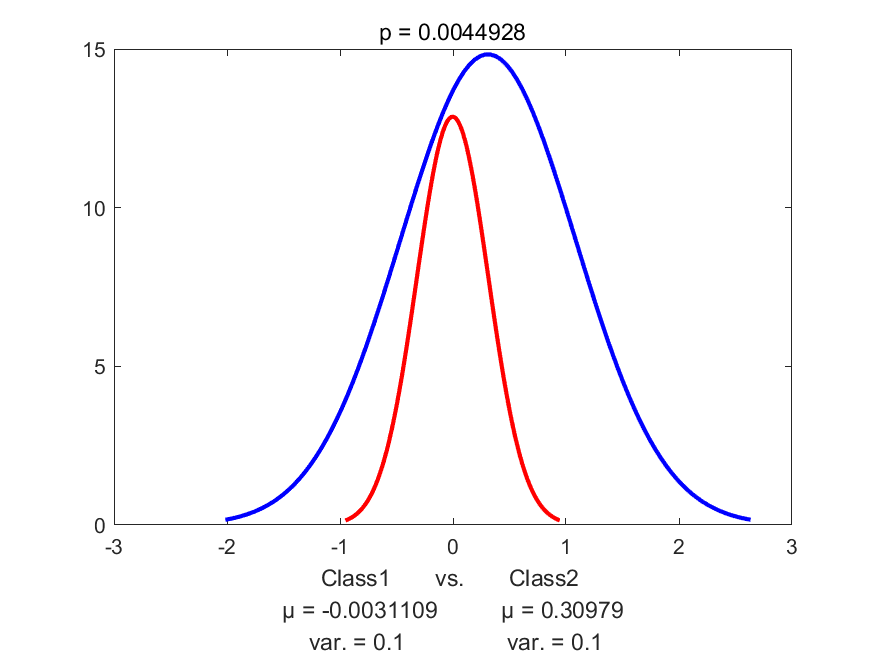 p = 0.0044928
15
10
5
0
-3 -2 -1 0 1 2 3
Class1 vs. Class2
μ = -0.0031109 μ = 0.30979
var. = 0.1 var. = 0.1